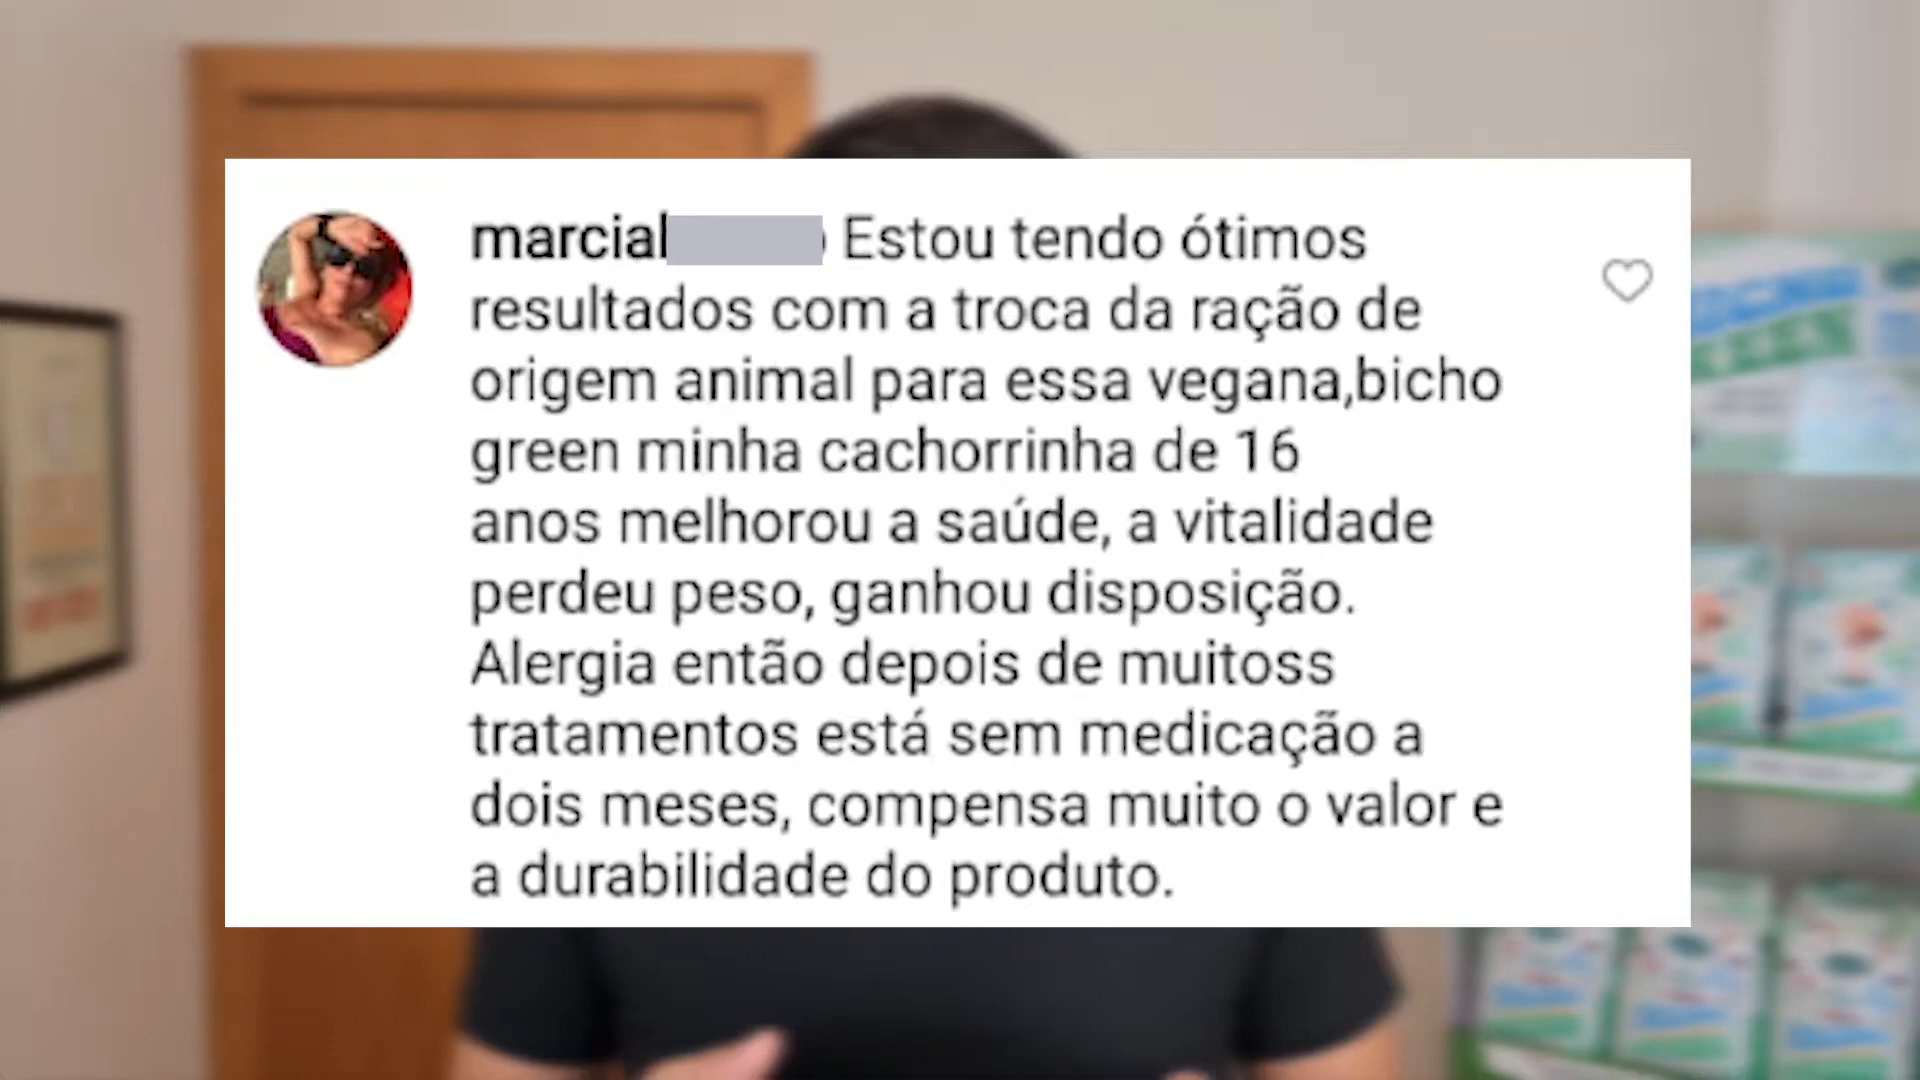 marcial Estou tendo ótimos
resultados com a troca da ração de
origem animal para essa vegana,bicho
green minha cachorrinha de 16
anos melhorou a saúde, a vitalidade
perdeu peso, ganhou disposição.
Alergia então depois de muitoss
tratamentos está sem medicação a
dois meses, compensa muito o valor e
a durabilidade do produto.